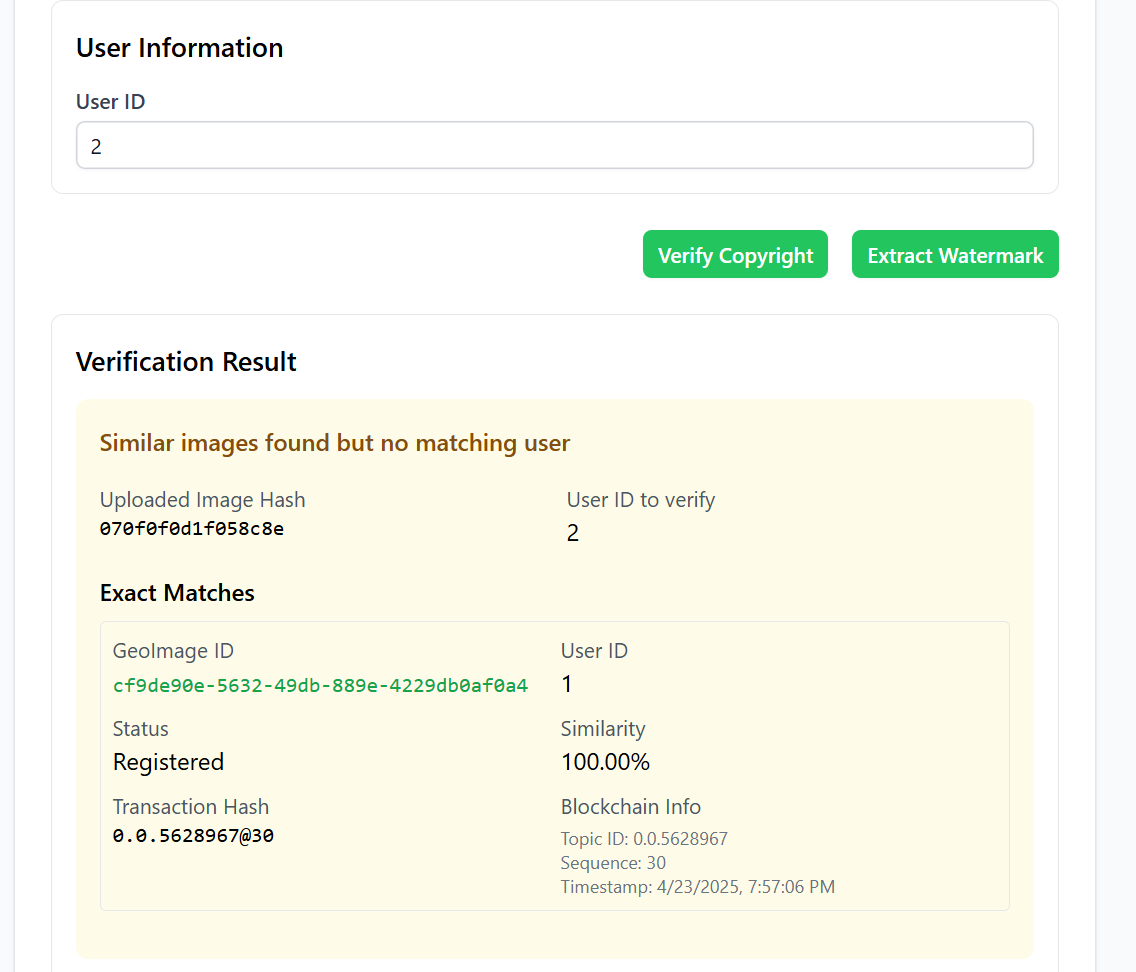 User Information
User ID
2
Verify Copyright
Extract Watermark
Verification Result
Similar images found but no matching user
Uploaded Image Hash
070f0f0d1f058c8e
User ID to verify
2
Exact Matches
GeoImage ID
cf9de90e-5632-49db-889e-4229db0af0a4
User ID
1
Status
Registered
Similarity
100.00%
Transaction Hash
0.0.5628967@30
Blockchain Info
Topic ID: 0.0.5628967
Sequence: 30
Timestamp: 4/23/2025, 7:57:06 PM